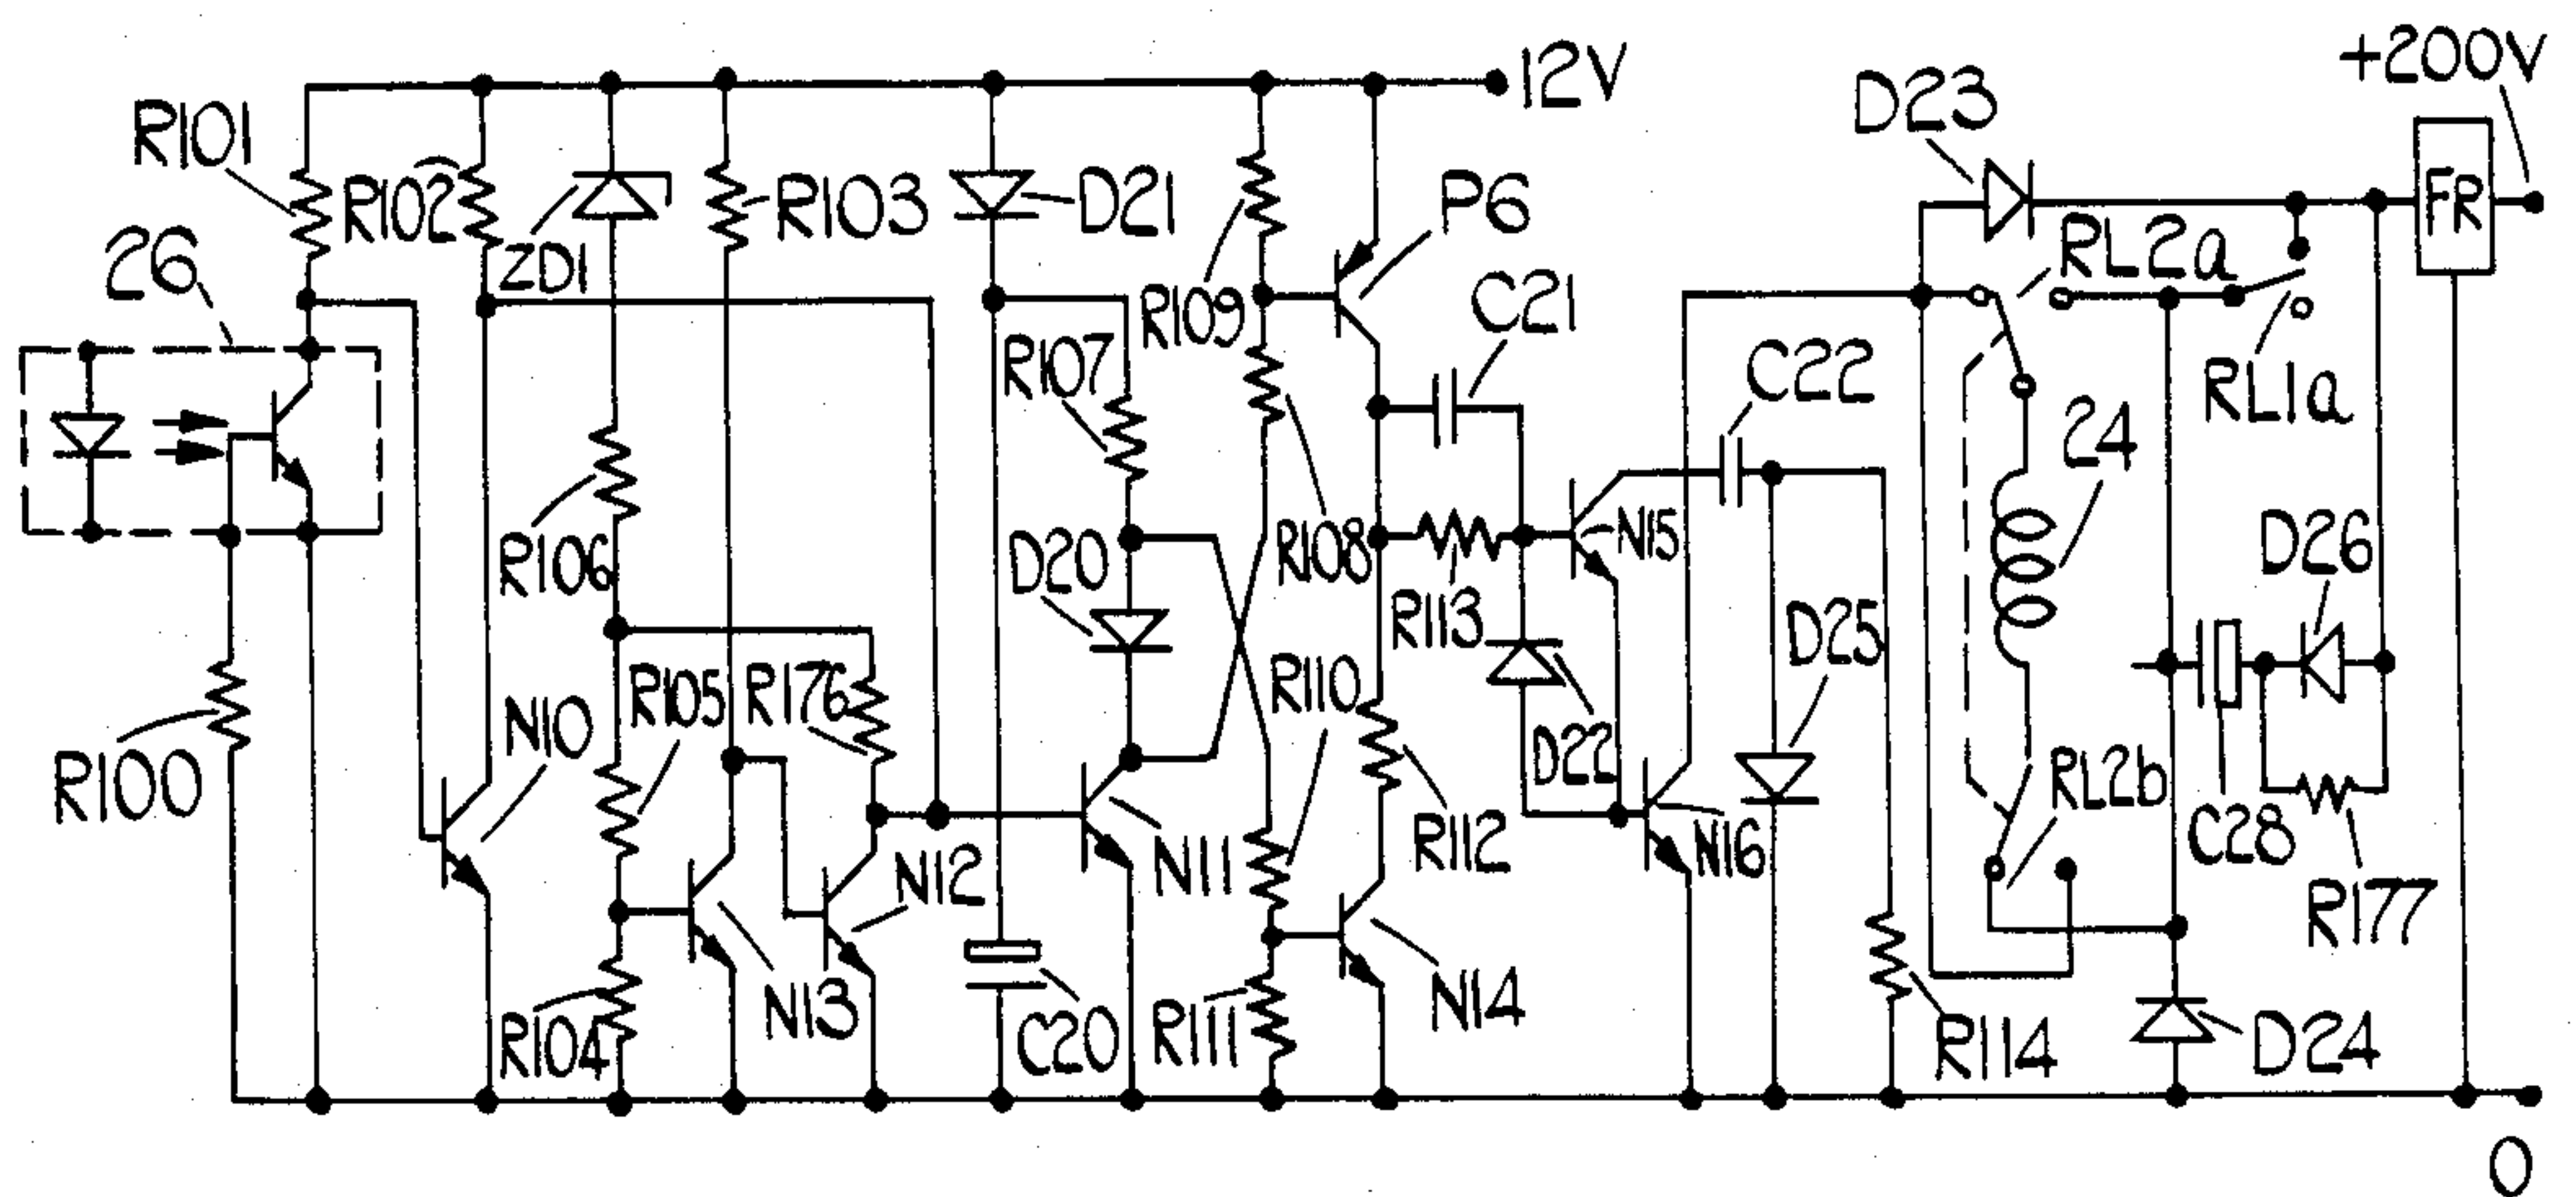 +200V
12V
D23
R101
R102
R103
D21
P6
FR
26
ZD1
RL2a
R109
C21
R107
C22
RL1a
24
R106
D20
R108
N15
D26
R113
D25
R105
R176
R110
N10
D22
RL2b
R100
R112
C28
N12
N11
N16
R177
N13
N14
R104
C20
R111
R114
D24
0